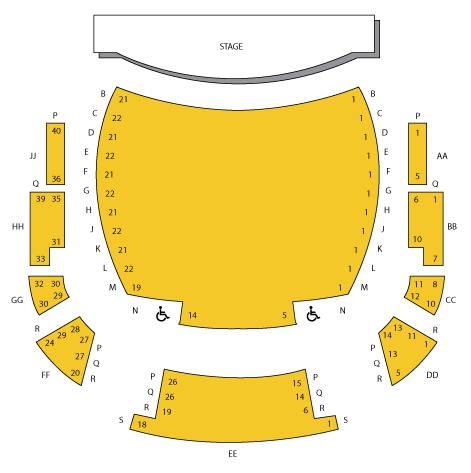 STAGE
B 21 1 B
C 22 1 C
D 21 1 D
E 22 1 E
F 21 1 F
G 22 1 G
H 21 1 H
J 22 1 J
K 21 1 K
L 22 1 L
M 19 1 M
N 14 5 N
P
40
JJ
36
Q
39 35
HH
31
33
32 30
GG 29
30
R 28
29 27
24 P
27 Q
FF 20 R
P
1
AA
5
Q
6 1
BB
10
7
11 8
12 CC
10
13 11 R
P 14 1
Q 13
R 5 DD
P 26 15 P
Q 26 14 Q
R 19 6 R
S 18 1 S
EE